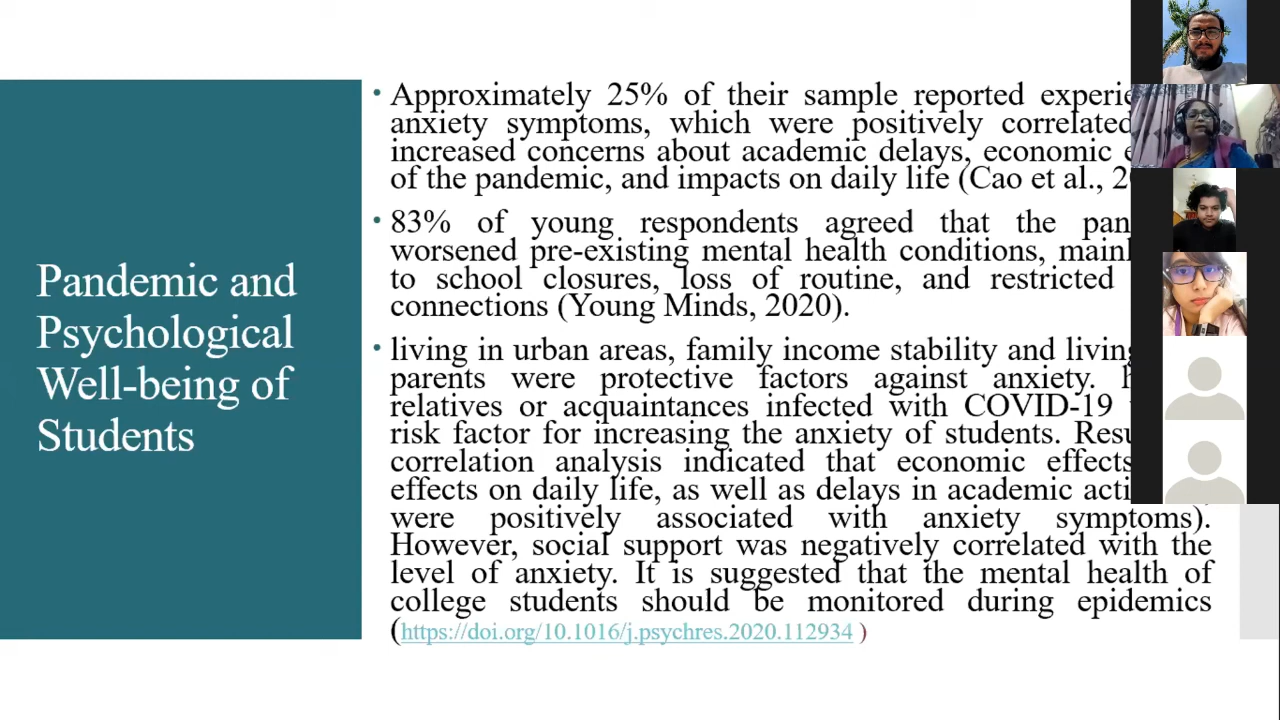 Pandemic and
Psychological
Well-being of
Students
• Approximately 25% of their sample reported
anxiety symptoms, which were positively correlated
increased concerns about academic delays, economic
of the pandemic, and impacts on daily life (Cao et al.,
• 83% of young respondents agreed that the
worsened pre-existing mental health conditions,
to school closures, loss of routine, and restricted
connections (Young Minds, 2020).
• living in urban areas, family income stability and
parents were protective factors against anxiety.
relatives or acquaintances infected with COVID-19
risk factor for increasing the anxiety of students.
correlation analysis indicated that economic effects
effects on daily life, as well as delays in academic
were positively associated with anxiety symptoms).
However, social support was negatively correlated with the
level of anxiety. It is suggested that the mental health of
college students should be monitored during epidemics
(https://doi.org/10.1016/j.psychres.2020.112934 )